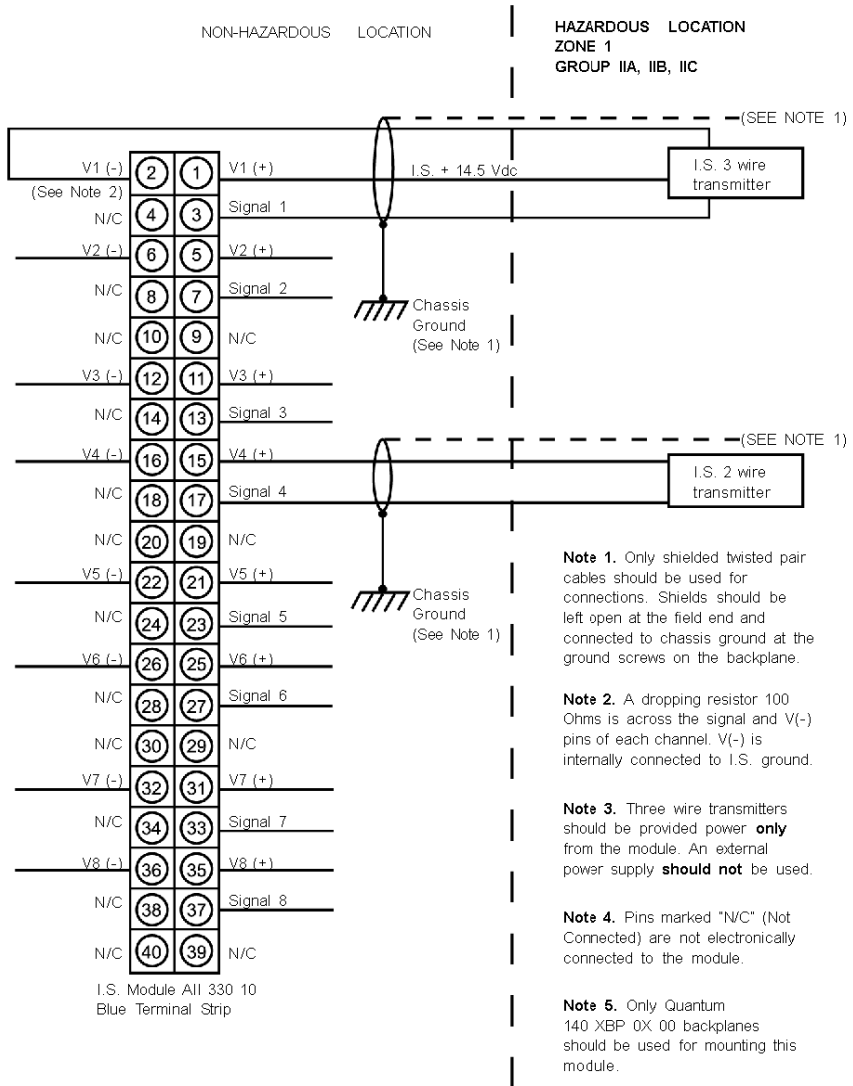 NON-HAZARDOUS LOCATION
HAZARDOUS LOCATION
ZONE 1
GROUP IIA, IIB, IIC
(SEE NOTE 1)
V1 (-) 2 1 V1 (+) I.S. + 14.5 Vdc
I.S. 3 wire
transmitter
(See Note 2)
N/C 4 3 Signal 1
V2 (-) 6 5 V2 (+)
N/C 8 7 Signal 2
Chassis
Ground
(See Note 1)
N/C 10 9 N/C
V3 (-) 12 11 V3 (+)
N/C 14 13 Signal 3
(SEE NOTE 1)
V4 (-) 16 15 V4 (+)
I.S. 2 wire
transmitter
N/C 18 17 Signal 4
N/C 20 19 N/C
V5 (-) 22 21 V5 (+)
Chassis
Ground
(See Note 1)
N/C 24 23 Signal 5
V6 (-) 26 25 V6 (+)
N/C 28 27 Signal 6
N/C 30 29 N/C
V7 (-) 32 31 V7 (+)
N/C 34 33 Signal 7
V8 (-) 36 35 V8 (+)
N/C 38 37 Signal 8
N/C 40 39 N/C
I.S. Module AII 330 10
Blue Terminal Strip
Note 1. Only shielded twisted pair
cables should be used for
connections. Shields should be
left open at the field end and
connected to chassis ground at the
ground screws on the backplane.
Note 2. A dropping resistor 100
Ohms is across the signal and V(-)
pins of each channel. V(-) is
internally connected to I.S. ground.
Note 3. Three wire transmitters
should be provided power only
from the module. An external
power supply should not be used.
Note 4. Pins marked "N/C" (Not
Connected) are not electronically
connected to the module.
Note 5. Only Quantum
140 XBP 0X 00 backplanes
should be used for mounting this
module.